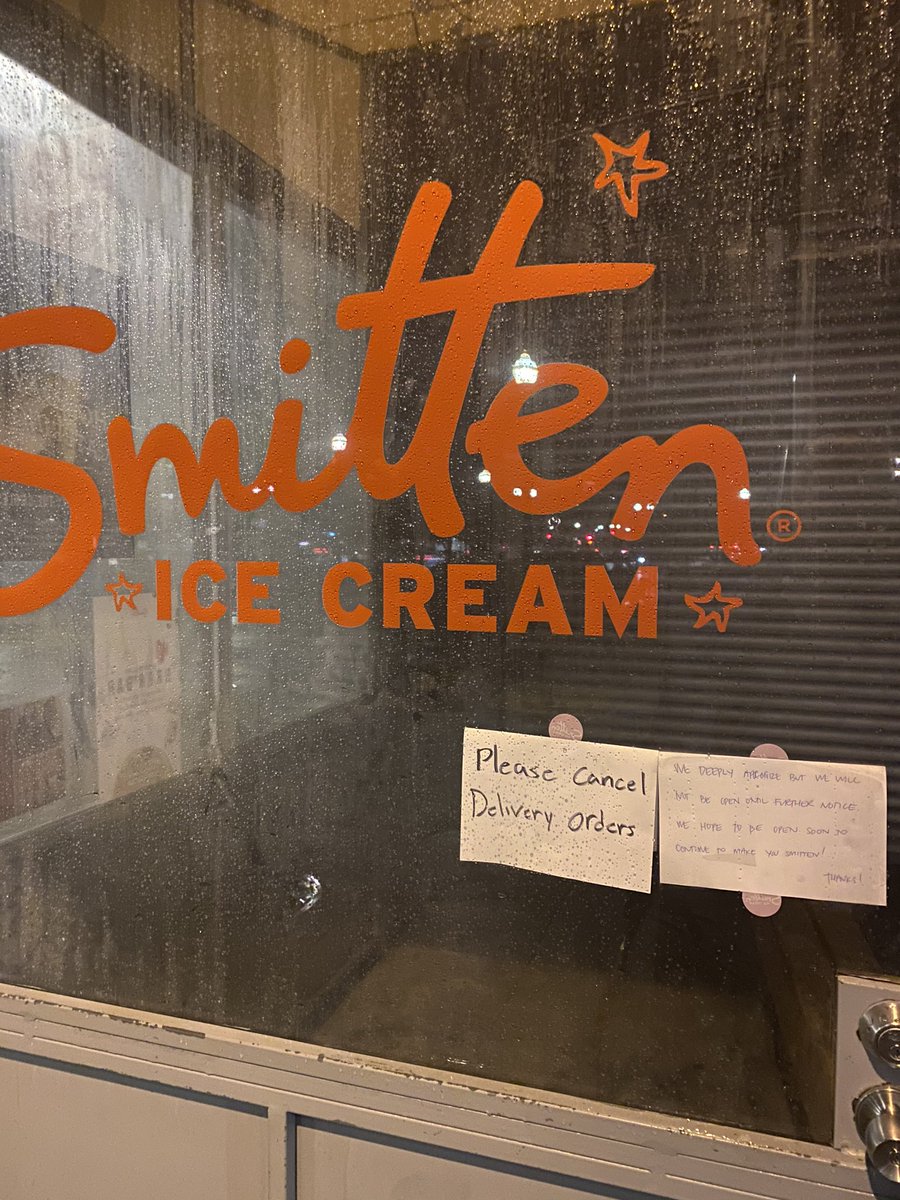 Smitten ®
ICE CREAM
Please Cancel
Delivery Orders
WE DEEPLY APOLOGIZE BUT WE WILL
NOT BE OPEN UNTIL FURTHER NOTICE.
WE HOPE TO BE OPEN SOON TO
CONTINUE TO MAKE YOU SMITTEN!
THANKS!